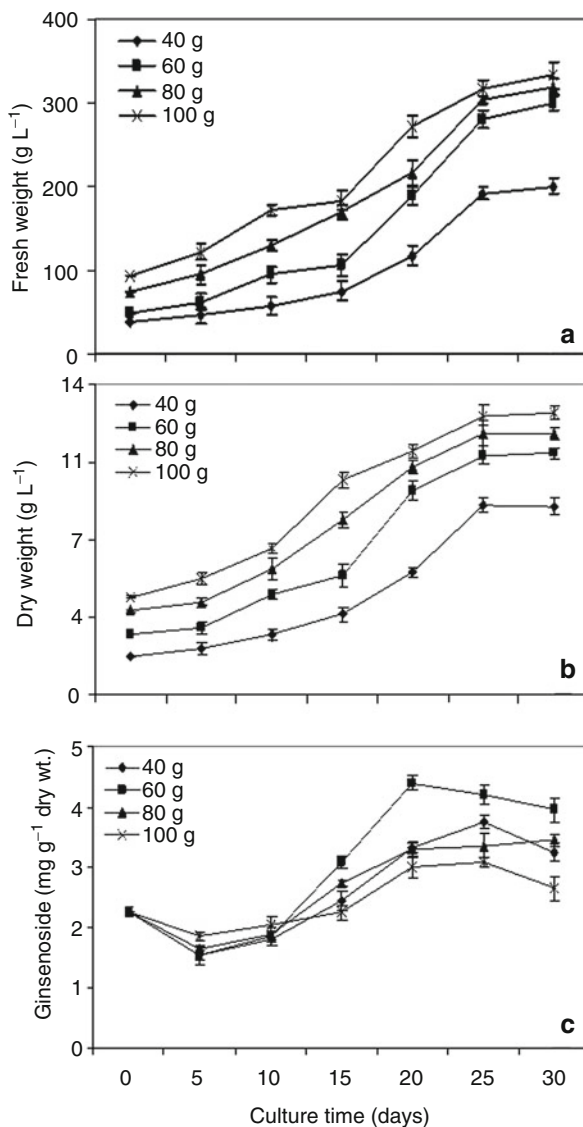 400
300
200
100
0
Fresh weight (g L⁻¹)
40 g
60 g
80 g
100 g
a
14
11
7
4
0
Dry weight (g L⁻¹)
40 g
60 g
80 g
100 g
b
5
4
3
2
1
0
Ginsenoside (mg g⁻¹ dry wt.)
40 g
60 g
80 g
100 g
c
0 5 10 15 20 25 30
Culture time (days)